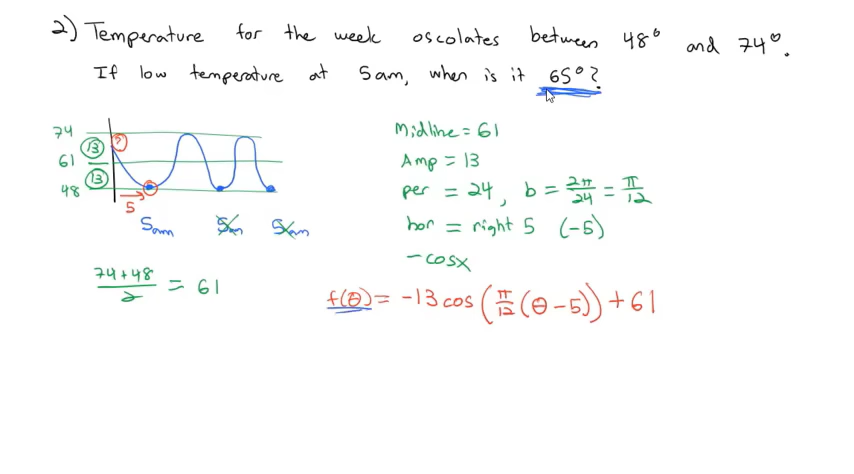 2) Temperature for the week oscolates between 48° and 74°.
If low temperature at 5am, when is it 65°?
74
13
?
61
13
48
5
5am 5am 5am
74+48
2
= 61
Midline = 61
Amp = 13
per = 24, b = 2π/24 = π/12
hor = right 5 (-5)
-cosx
f(θ) = -13 cos(π/12(θ-5)) + 61